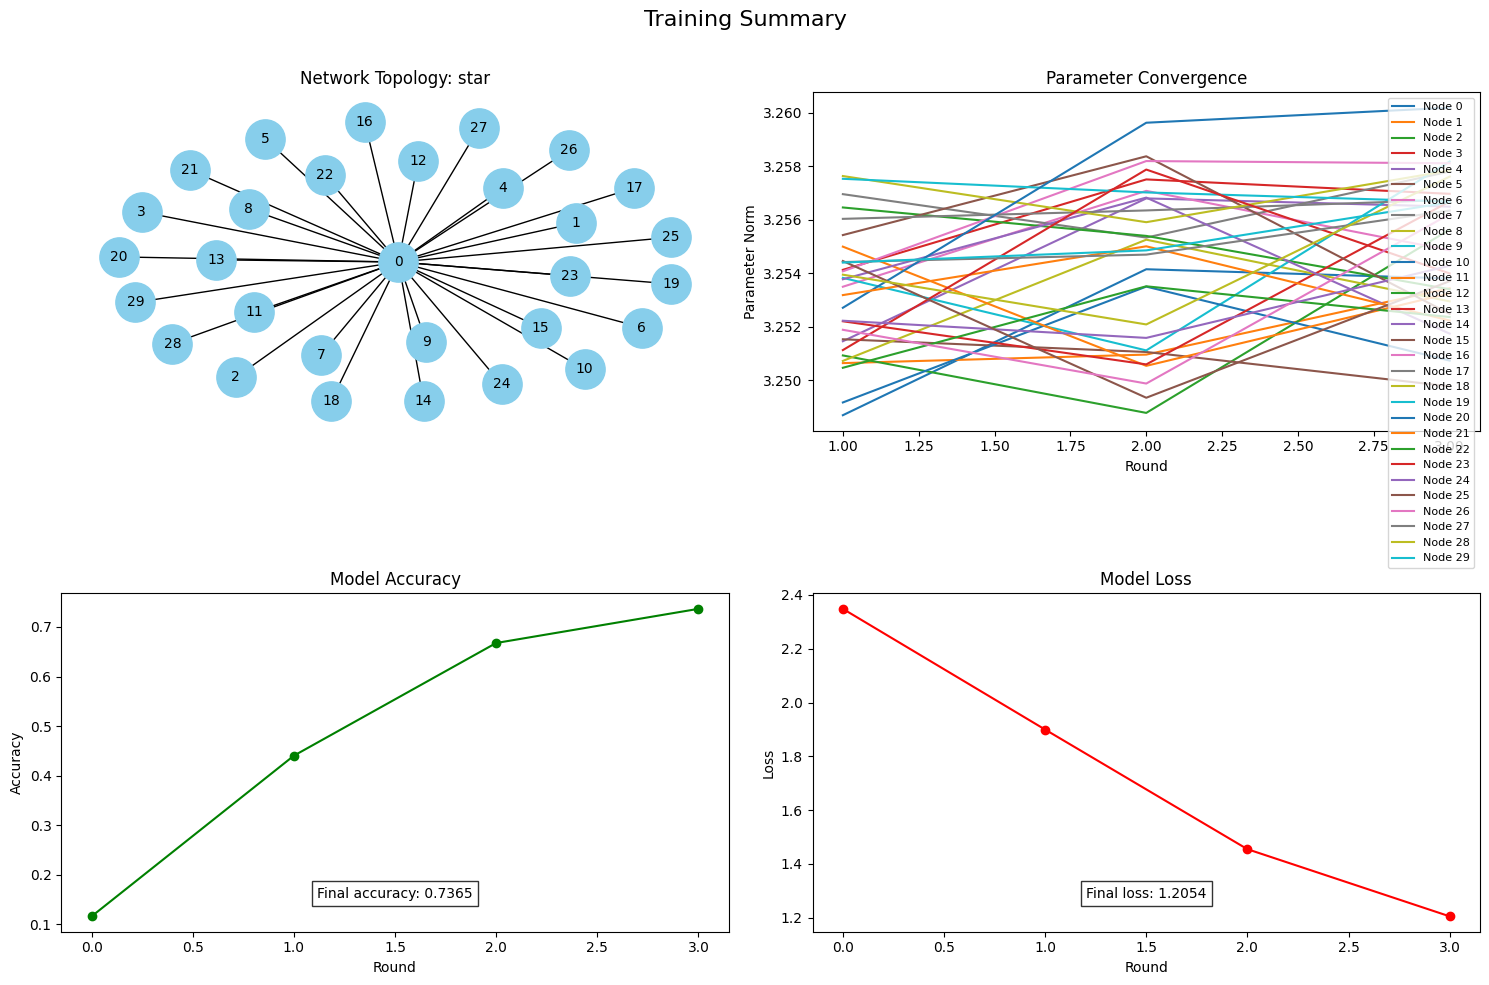 Training Summary
Network Topology: star
16
27
5
26
12
21
22
4
17
3
8
1
25
20
13
0
23
19
29
11
15
6
28
9
7
10
2
24
18
14
Parameter Convergence
Parameter Norm
3.260
3.258
3.256
3.254
3.252
3.250
1.00
1.25
1.50
1.75
2.00
2.25
2.50
2.75
3.00
Round
Node 0
Node 1
Node 2
Node 3
Node 4
Node 5
Node 6
Node 7
Node 8
Node 9
Node 10
Node 11
Node 12
Node 13
Node 14
Node 15
Node 16
Node 17
Node 18
Node 19
Node 20
Node 21
Node 22
Node 23
Node 24
Node 25
Node 26
Node 27
Node 28
Node 29
Model Accuracy
Accuracy
0.7
0.6
0.5
0.4
0.3
0.2
0.1
Final accuracy: 0.7365
0.0
0.5
1.0
1.5
2.0
2.5
3.0
Round
Model Loss
Loss
2.4
2.2
2.0
1.8
1.6
1.4
1.2
Final loss: 1.2054
0.0
0.5
1.0
1.5
2.0
2.5
3.0
Round